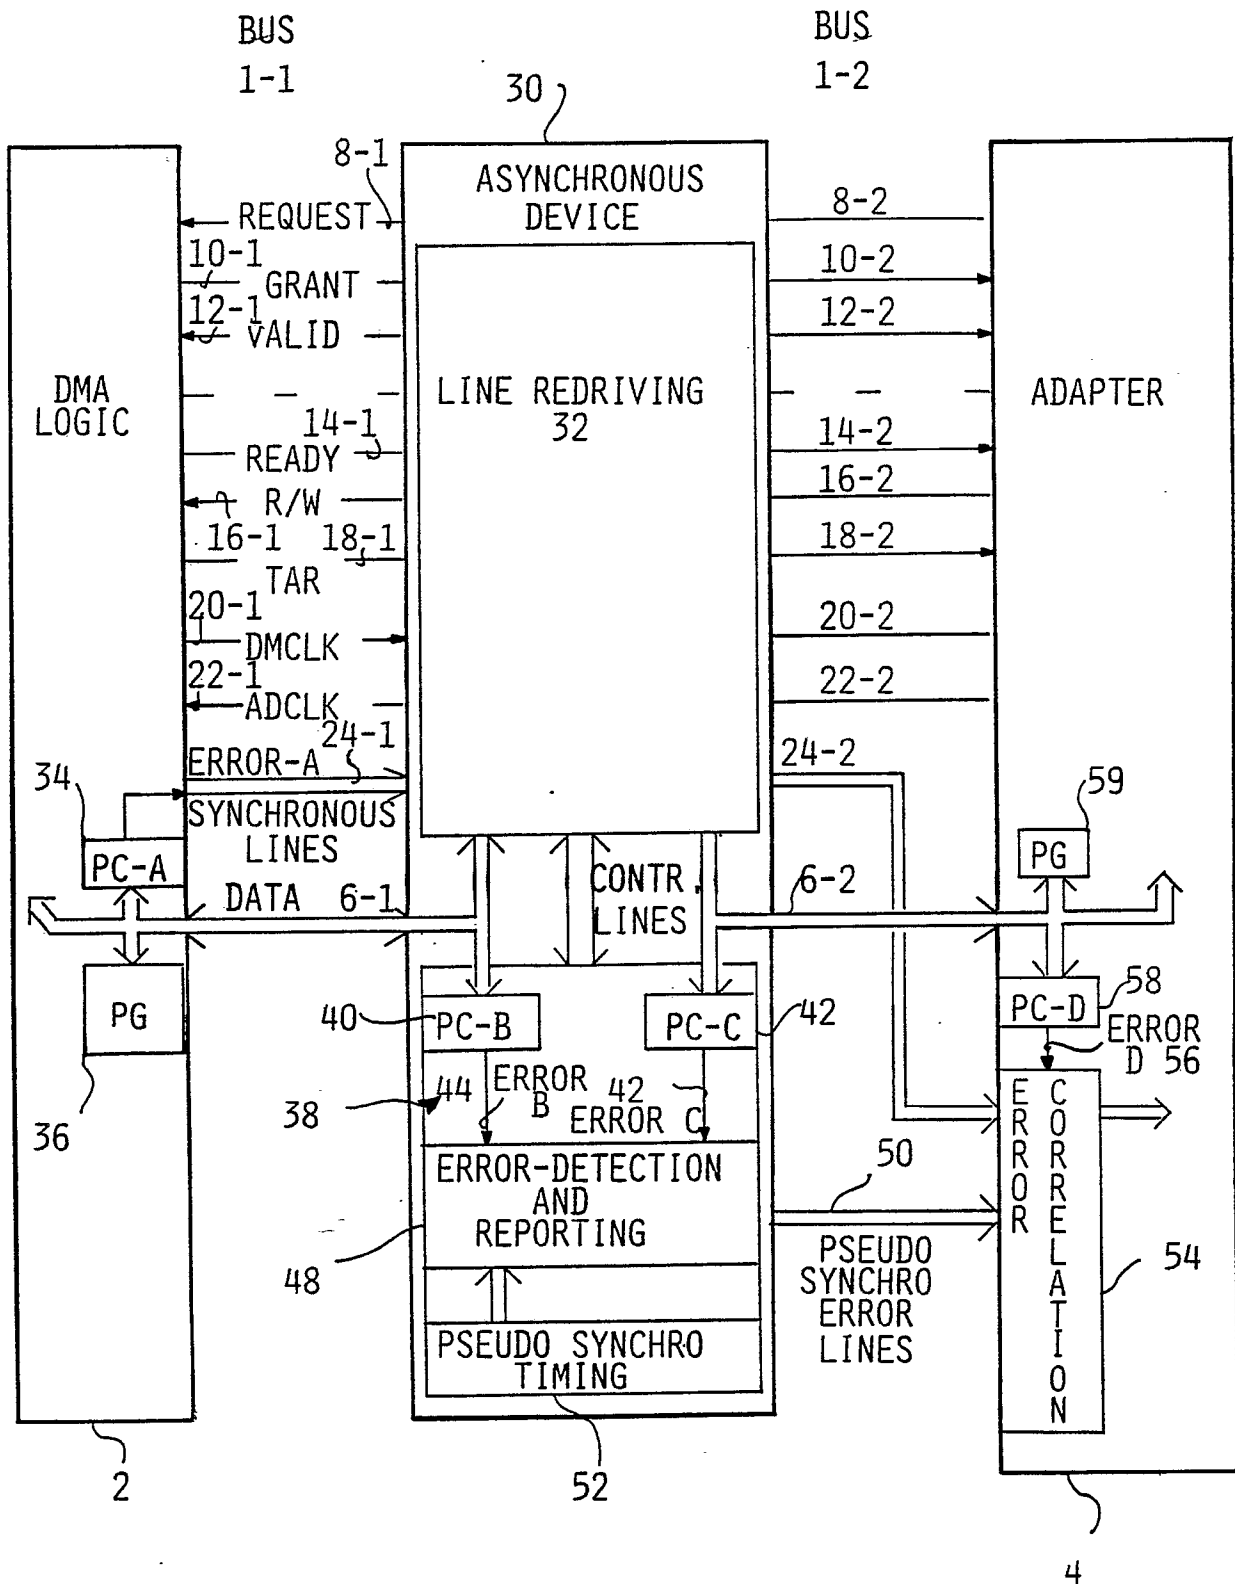 BUS
1-1
BUS
1-2
30
8-1
ASYNCHRONOUS
DEVICE
REQUEST
8-2
10-1
GRANT
10-2
12-1
VALID
12-2
DMA
LOGIC
LINE REDRIVING
32
ADAPTER
14-1
READY
14-2
R/W
16-2
16-1
18-1
TAR
18-2
20-1
DMCLK
20-2
22-1
ADCLK
22-2
24-1
ERROR-A
24-2
34
SYNCHRONOUS
LINES
59
PC-A
PG
DATA
6-1
CONTR.
LINES
6-2
PG
40
PC-B
PC-C
42
PC-D
58
ERROR
D 56
36
38
44
ERROR
B
42
ERROR C
ERROR
CORRELATION
ERROR-DETECTION
AND
REPORTING
48
50
PSEUDO
SYNCHRO
ERROR
LINES
54
PSEUDO SYNCHRO
TIMING
2
52
4